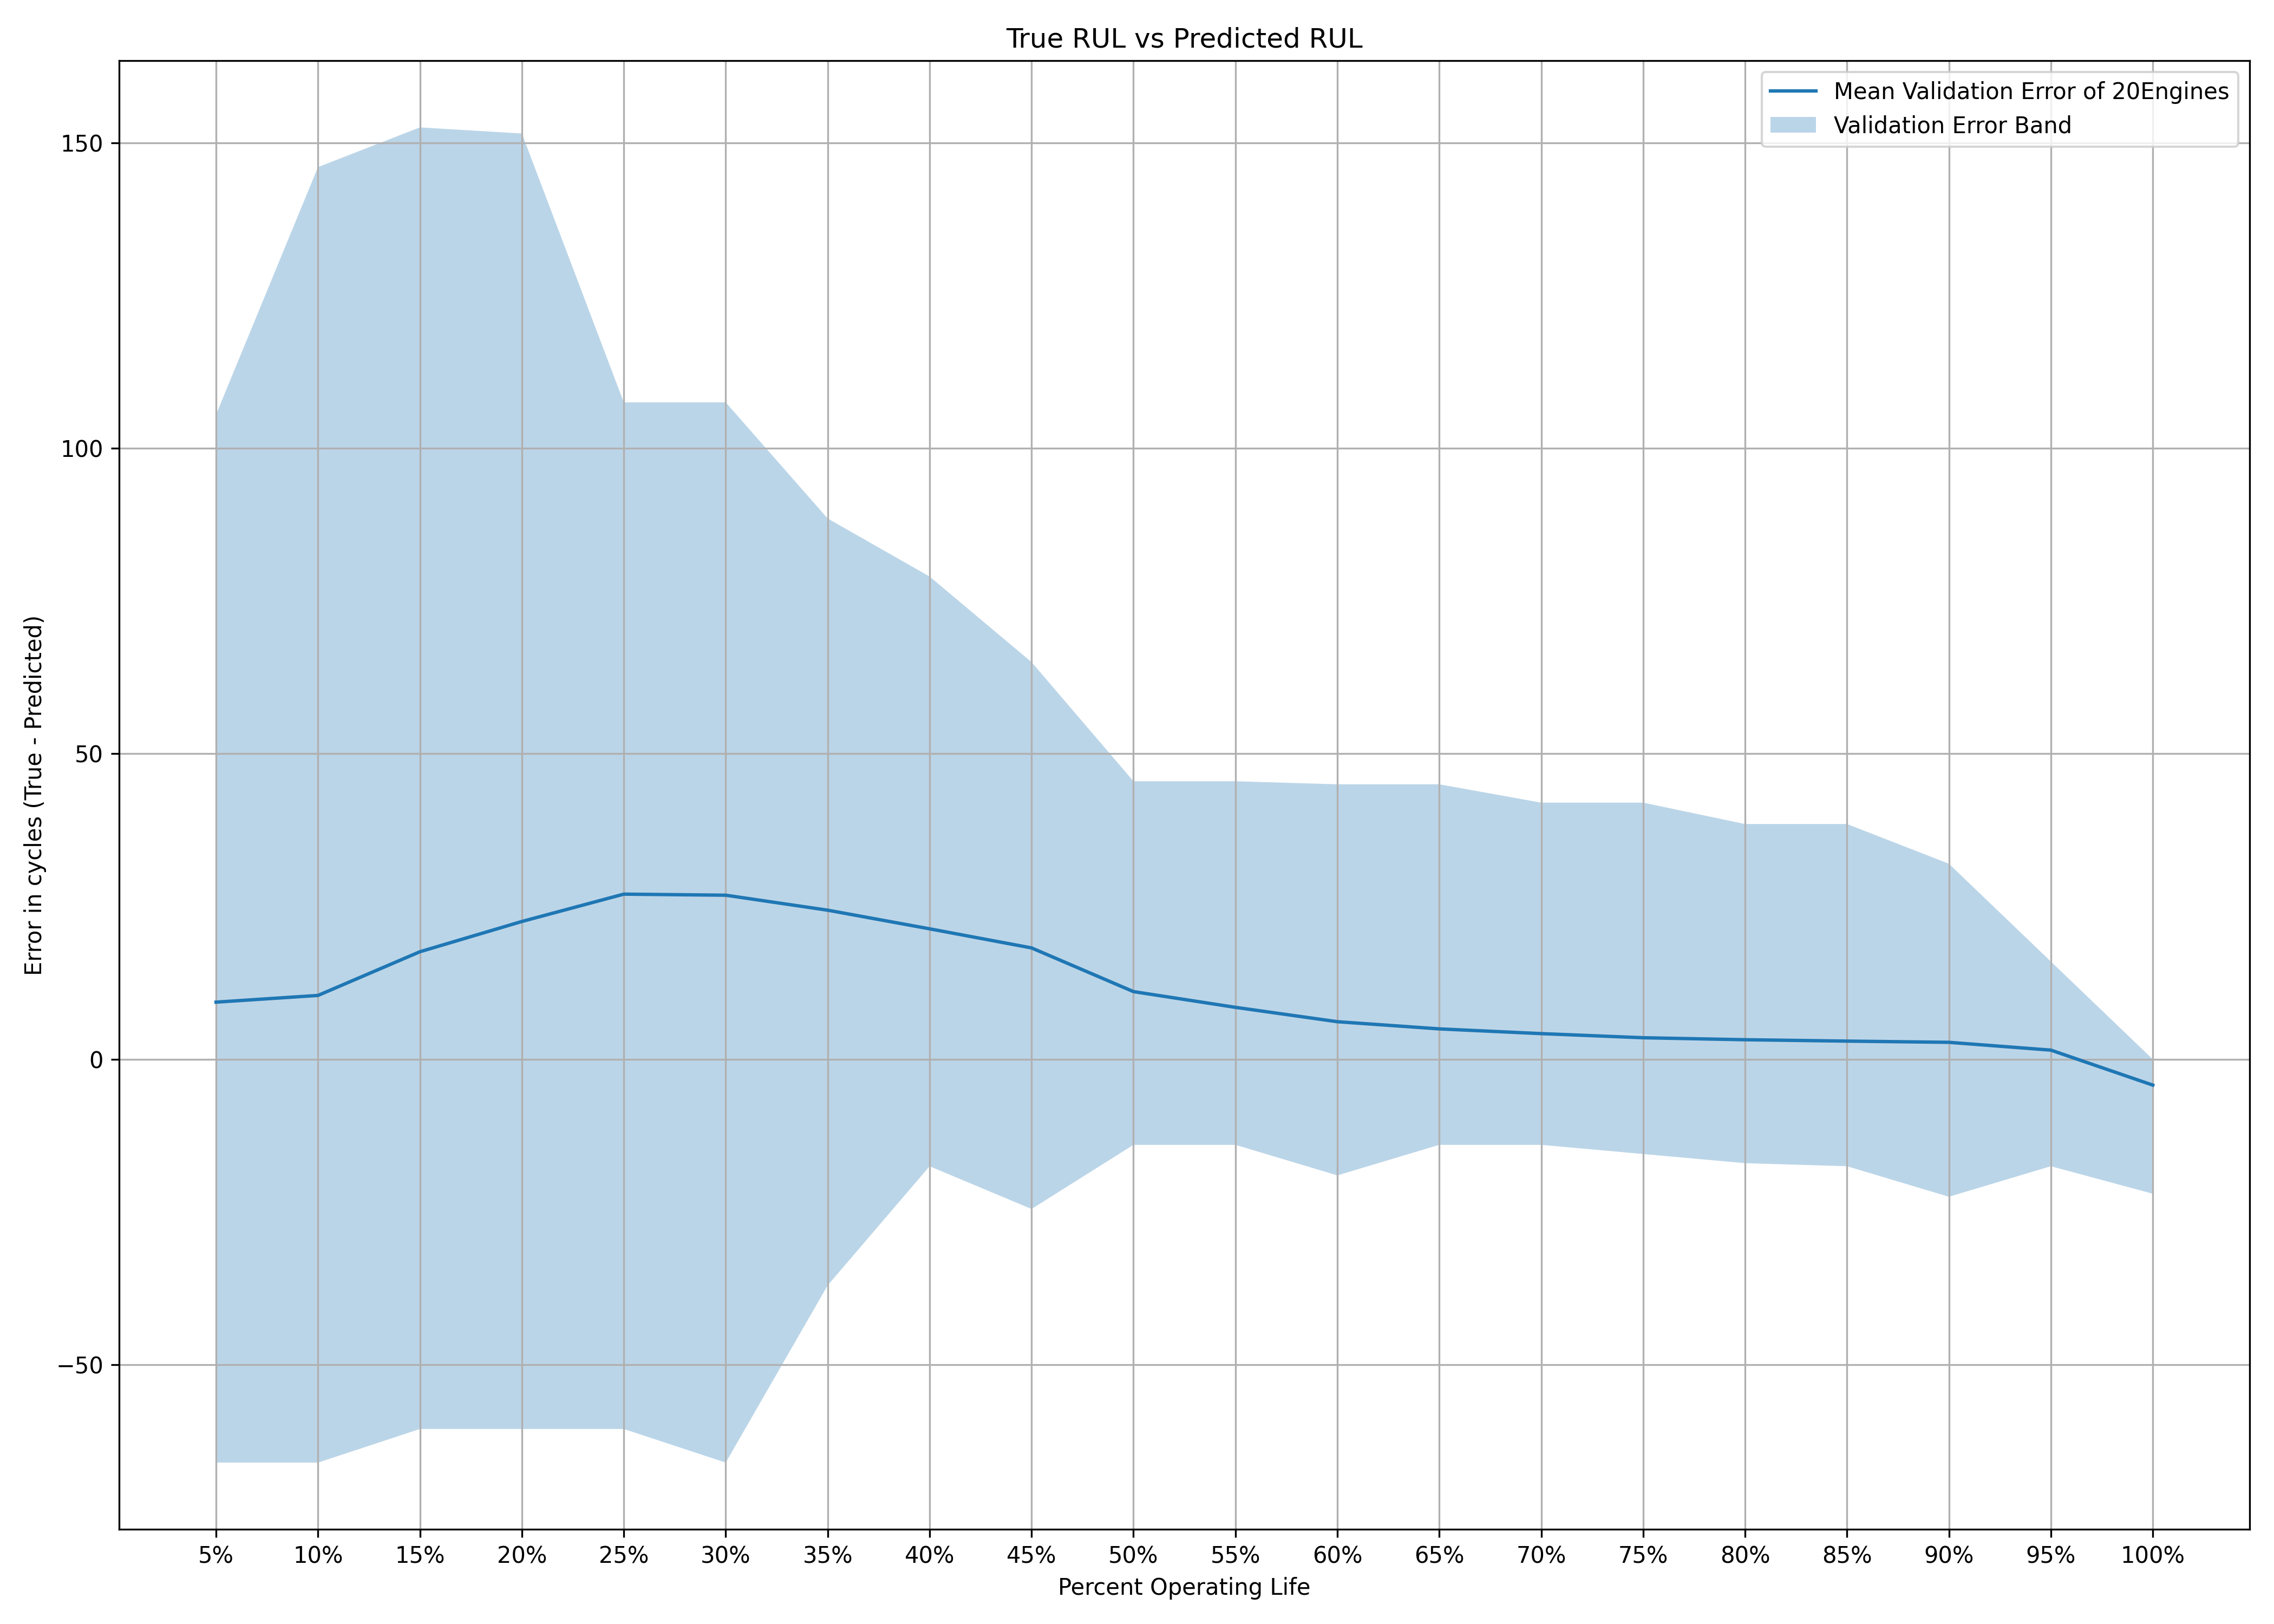 True RUL vs Predicted RUL
Mean Validation Error of 20Engines
Validation Error Band
Error in cycles (True - Predicted)
150
100
50
0
−50
5% 10% 15% 20% 25% 30% 35% 40% 45% 50% 55% 60% 65% 70% 75% 80% 85% 90% 95% 100%
Percent Operating Life